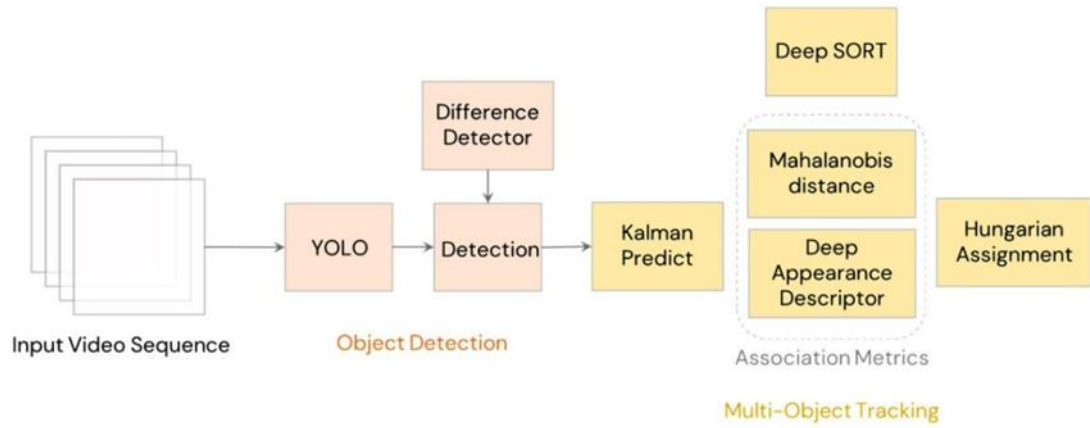 Deep SORT
Difference
Detector
Mahalanobis
distance
YOLO
Detection
Kalman
Predict
Hungarian
Assignment
Deep
Appearance
Descriptor
Input Video Sequence
Object Detection
Association Metrics
Multi-Object Tracking